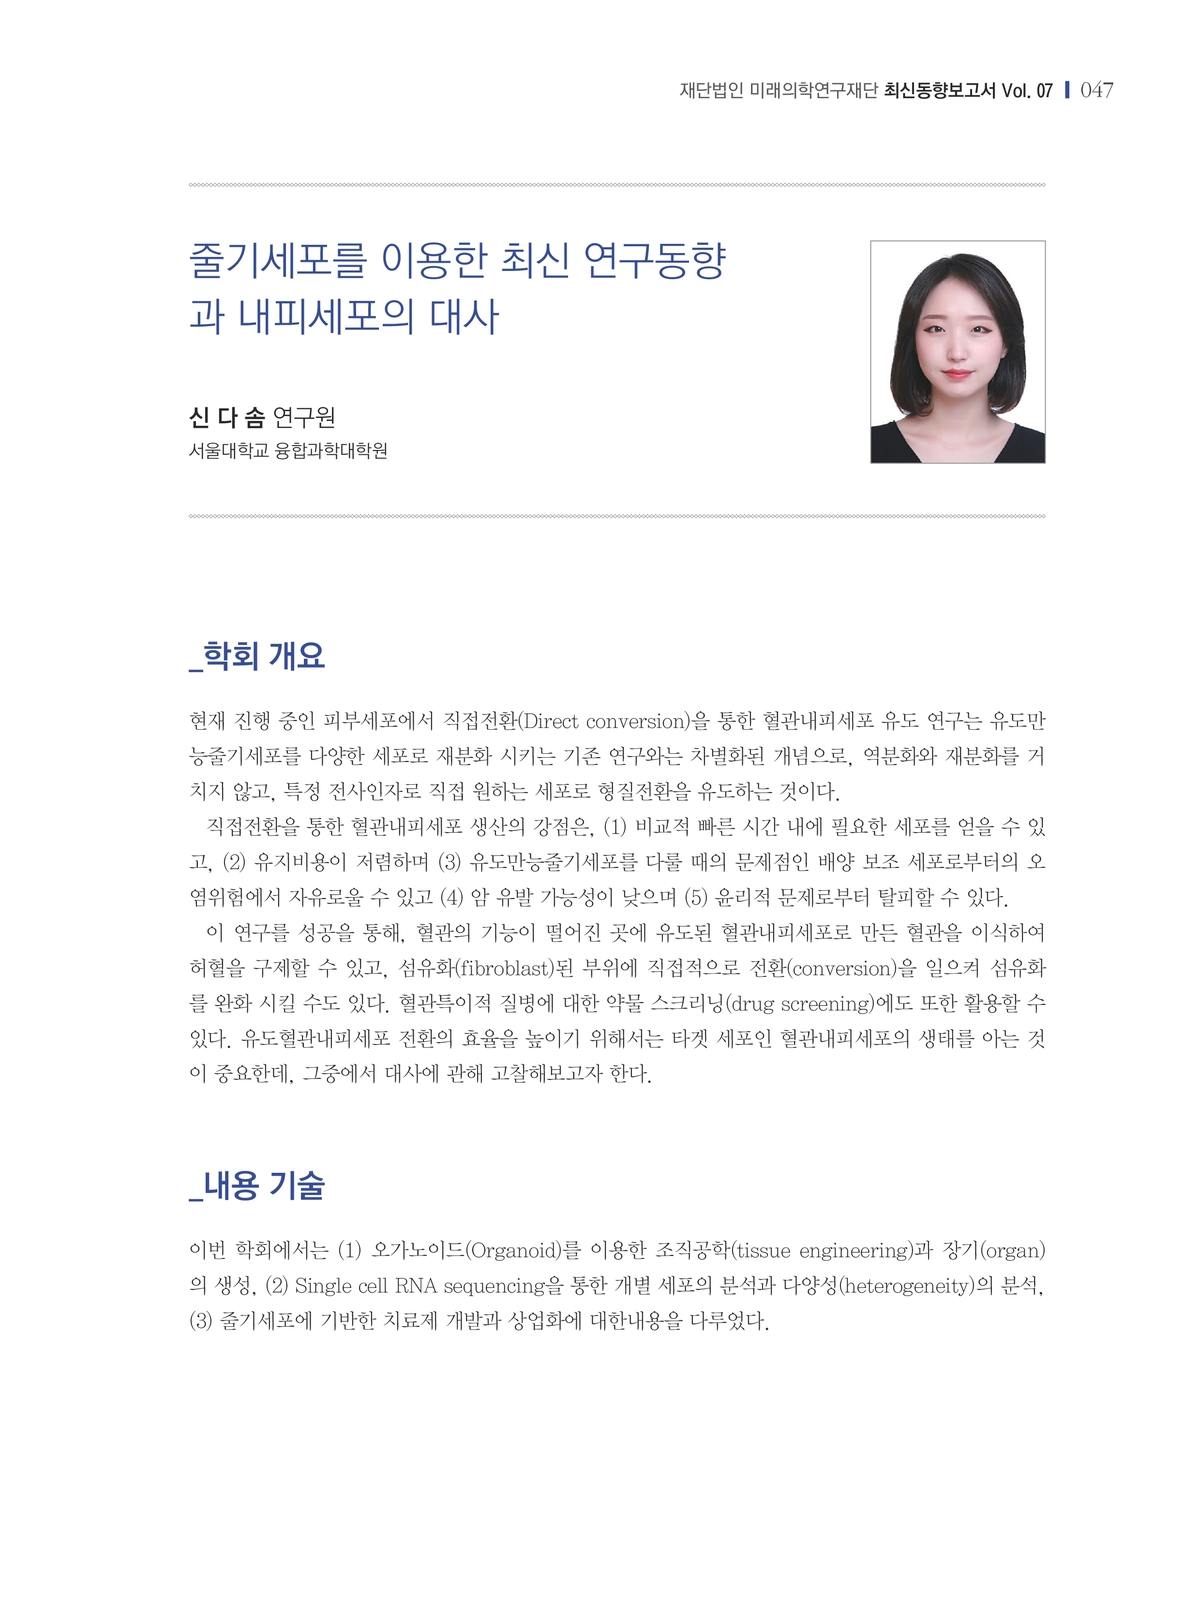 재단법인 미래의학연구재단 최신동향보고서 Vol. 07 047
줄기세포를 이용한 최신 연구동향
과 내피세포의 대사
신 다 솜 연구원
서울대학교 융합과학대학원
_학회 개요
현재 진행 중인 피부세포에서 직접전환(Direct conversion)을 통한 혈관내피세포 유도 연구는 유도만
능줄기세포를 다양한 세포로 재분화 시키는 기존 연구와는 차별화된 개념으로, 역분화와 재분화를 거
치지 않고, 특정 전사인자로 직접 원하는 세포로 형질전환을 유도하는 것이다.
직접전환을 통한 혈관내피세포 생산의 강점은, (1) 비교적 빠른 시간 내에 필요한 세포를 얻을 수 있
고, (2) 유지비용이 저렴하며 (3) 유도만능줄기세포를 다룰 때의 문제점인 배양 보조 세포로부터의 오
염위험에서 자유로울 수 있고 (4) 암 유발 가능성이 낮으며 (5) 윤리적 문제로부터 탈피할 수 있다.
이 연구를 성공을 통해, 혈관의 기능이 떨어진 곳에 유도된 혈관내피세포로 만든 혈관을 이식하여
허혈을 구제할 수 있고, 섬유화(fibroblast)된 부위에 직접적으로 전환(conversion)을 일으켜 섬유화
를 완화 시킬 수도 있다. 혈관특이적 질병에 대한 약물 스크리닝(drug screening)에도 또한 활용할 수
있다. 유도혈관내피세포 전환의 효율을 높이기 위해서는 타겟 세포인 혈관내피세포의 생태를 아는 것
이 중요한데, 그중에서 대사에 관해 고찰해보고자 한다.
_내용 기술
이번 학회에서는 (1) 오가노이드(Organoid)를 이용한 조직공학(tissue engineering)과 장기(organ)
의 생성, (2) Single cell RNA sequencing을 통한 개별 세포의 분석과 다양성(heterogeneity)의 분석,
(3) 줄기세포에 기반한 치료제 개발과 상업화에 대한내용을 다루었다.